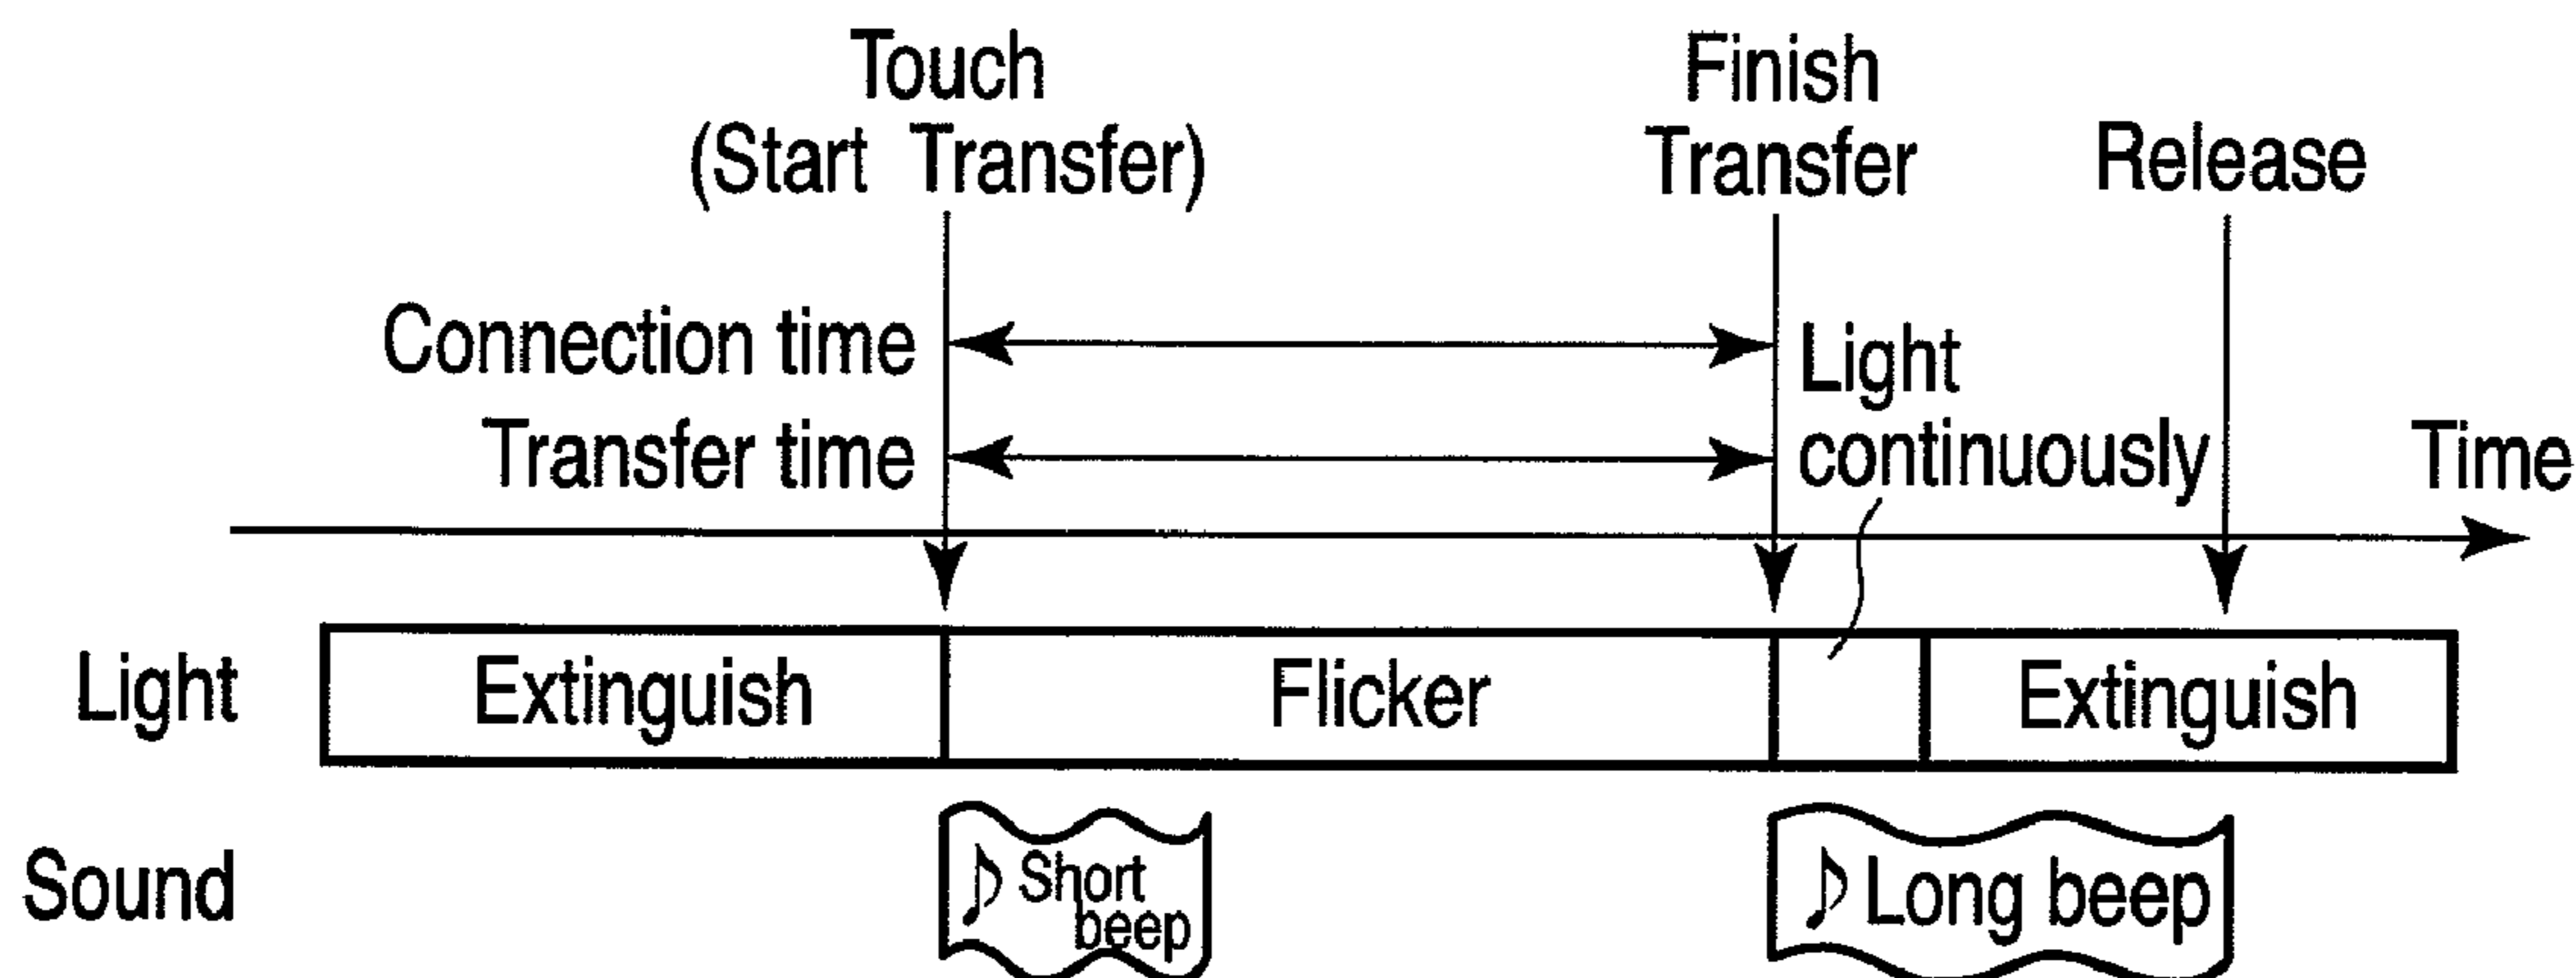 Touch
(Start Transfer)
Finish
Transfer
Release
Connection time
Light
continuously
Transfer time
Time
Light
Extinguish
Flicker
Extinguish
Sound
♪ Short
beep
♪ Long beep